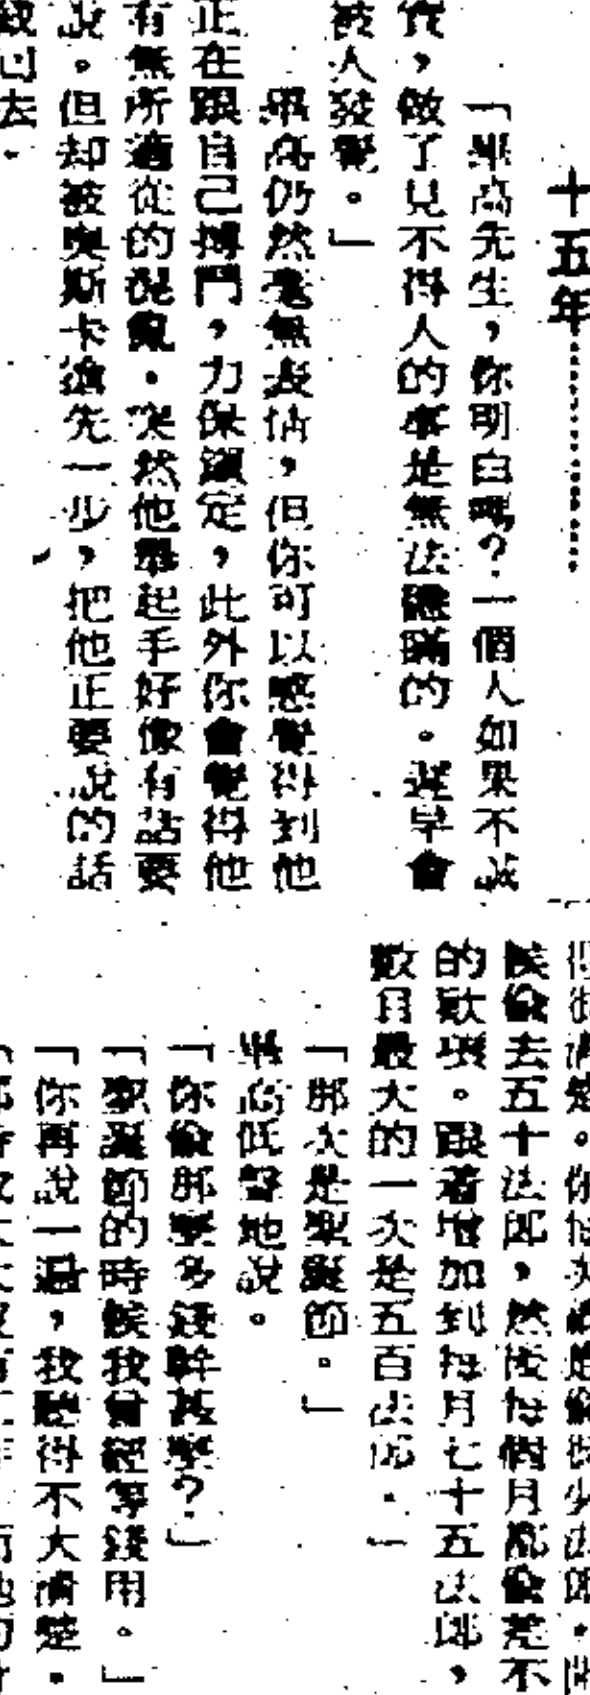 十五年
「畢高先生，你明白嗎？一個人如果不誠
實，做了見不得人的事是無法隱瞞的。遲早會
被人發覺。」
畢高仍然毫無表情，但你可以感覺得到他
正在跟自己搏鬥，力保鎮定，此外你會覺得他
有無所適從的混亂。突然他舉起手好像有話要
說。但却被奧斯卡搶先一步，把他正要說的話
回去。
候偷去五十法郎，然後每個月都偷差不
的欵項。跟着增加到每月七十五法郎，
數目最大的一次是五百法郎。」
「那次是聖誕節。」
畢高低聲地說。
「你偷那麼多錢幹甚麼？」
「聖誕節的時候我曾經等錢用。」
「你再說一遍，我聽得不大清楚。